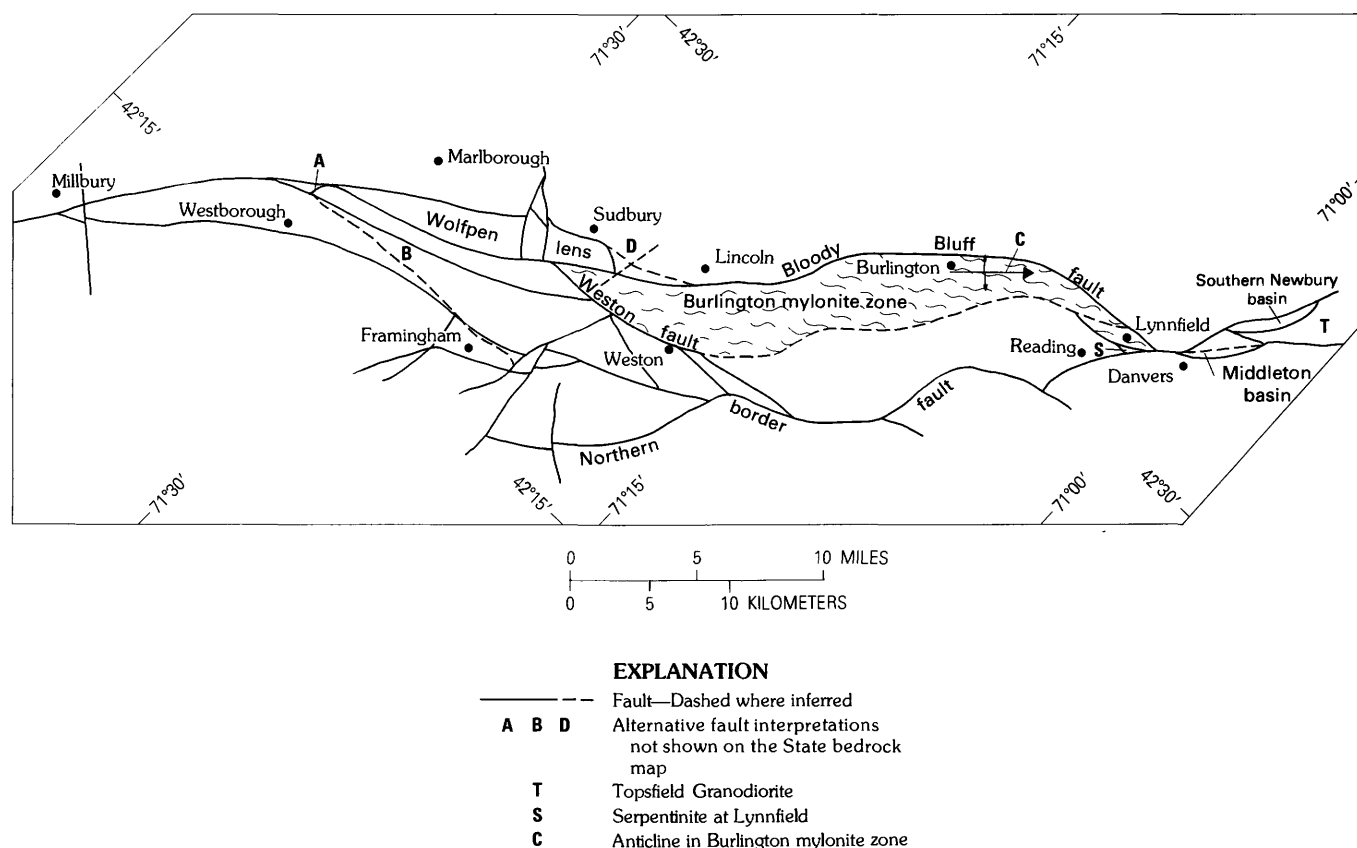 71°30′
42°30′
71°15′
42°15′
71°00′
A
Marlborough
Millbury
Westborough
Wolfpen
lens
Sudbury
D
Lincoln
Bloody
Bluff
C
fault
Burlington
B
Weston
fault
Burlington mylonite zone
Southern Newbury
basin
T
Lynnfield
Framingham
Weston
Reading
S
Danvers
Middleton
basin
border
fault
Northern
71°30′
42°15′
71°15′
71°00′
42°30′
0 5 10 MILES
0 5 10 KILOMETERS
EXPLANATION
Fault—Dashed where inferred
A B D Alternative fault interpretations
not shown on the State bedrock
map
T Topsfield Granodiorite
S Serpentinite at Lynnfield
C Anticline in Burlington mylonite zone